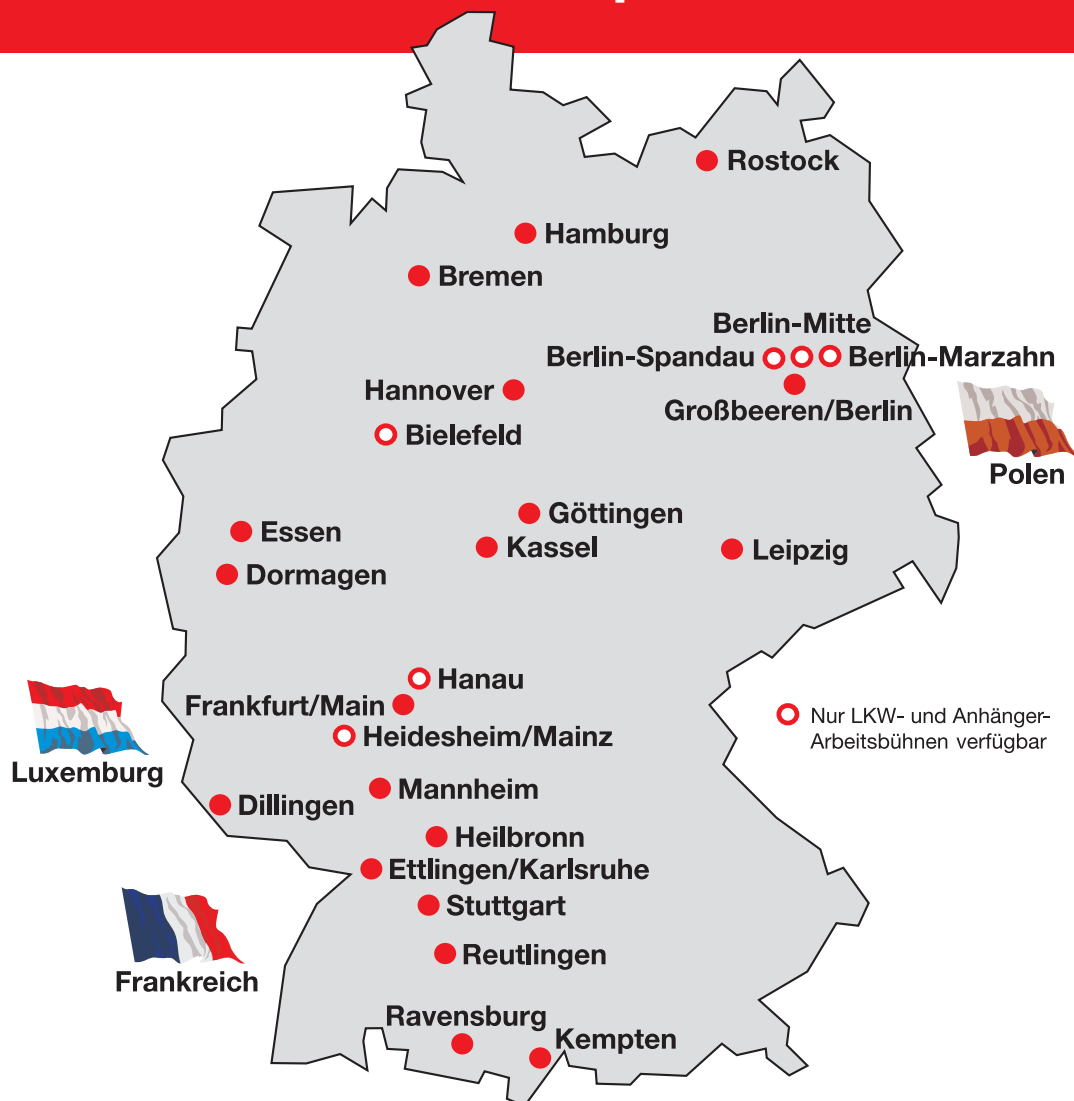 Rostock
Hamburg
Bremen
Berlin-Mitte
Berlin-Spandau
Berlin-Marzahn
Hannover
Großbeeren/Berlin
Bielefeld
Polen
Göttingen
Essen
Kassel
Leipzig
Dormagen
Hanau
Frankfurt/Main
Nur LKW- und Anhänger-
Arbeitsbühnen verfügbar
Heidesheim/Mainz
Luxemburg
Mannheim
Dillingen
Heilbronn
Ettlingen/Karlsruhe
Stuttgart
Reutlingen
Frankreich
Ravensburg
Kempten